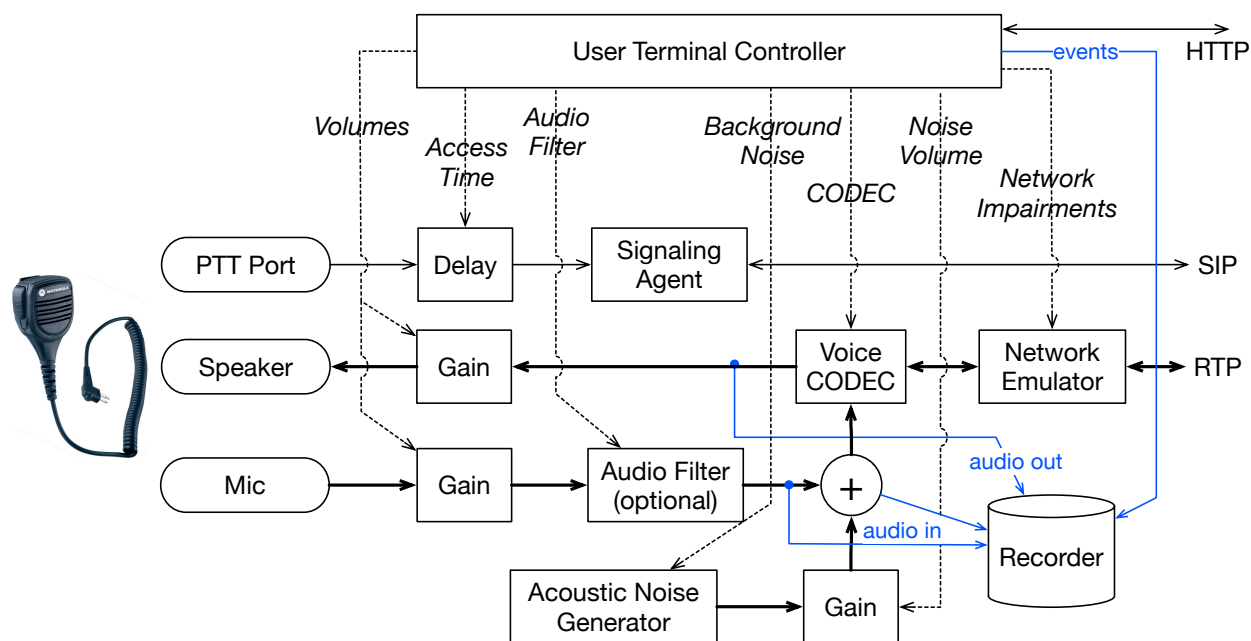 User Terminal Controller
HTTP
events
Volumes
Access
Time
Audio
Filter
Background
Noise
CODEC
Noise
Volume
Network
Impairments
PTT Port
Delay
Signaling
Agent
SIP
MOTOROLA
Speaker
Gain
Voice
CODEC
Network
Emulator
RTP
audio out
Mic
Gain
Audio Filter
(optional)
+
audio in
Recorder
Acoustic Noise
Generator
Gain